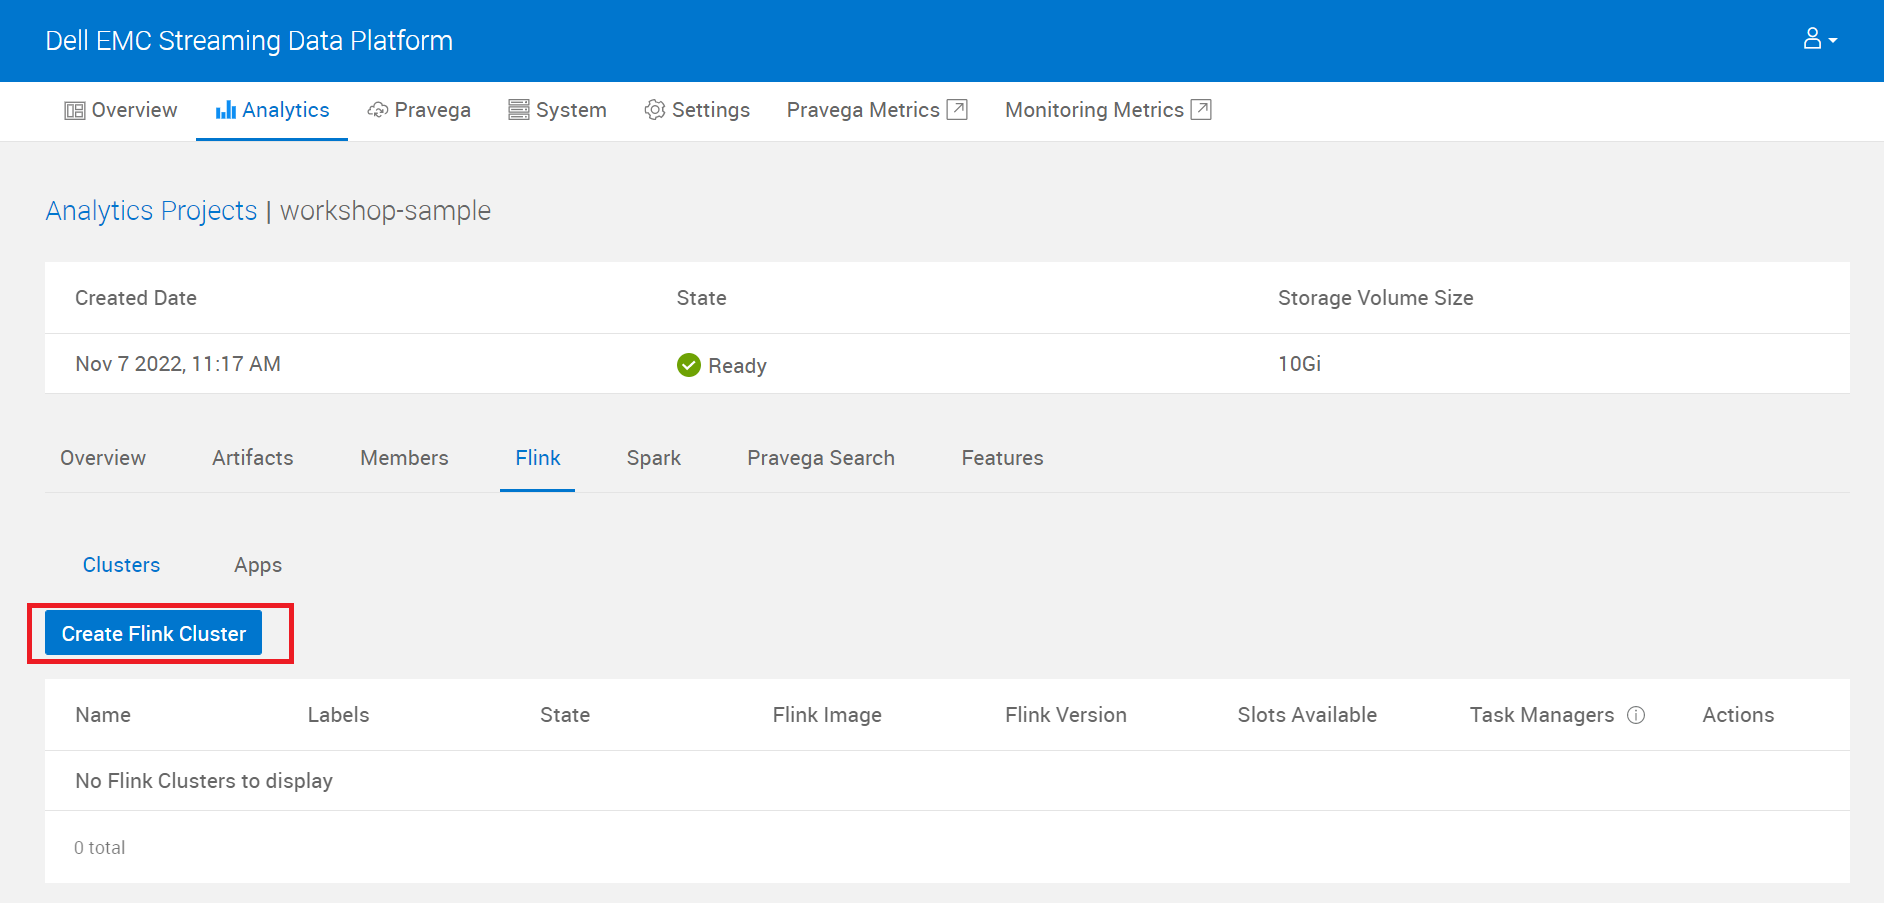 Dell EMC Streaming Data Platform
Overview Analytics Pravega System Settings Pravega Metrics Monitoring Metrics
Analytics Projects | workshop-sample
Created Date State Storage Volume Size
Nov 7 2022, 11:17 AM Ready 10Gi
Overview Artifacts Members Flink Spark Pravega Search Features
Clusters Apps
Create Flink Cluster
Name Labels State Flink Image Flink Version Slots Available Task Managers Actions
No Flink Clusters to display
0 total